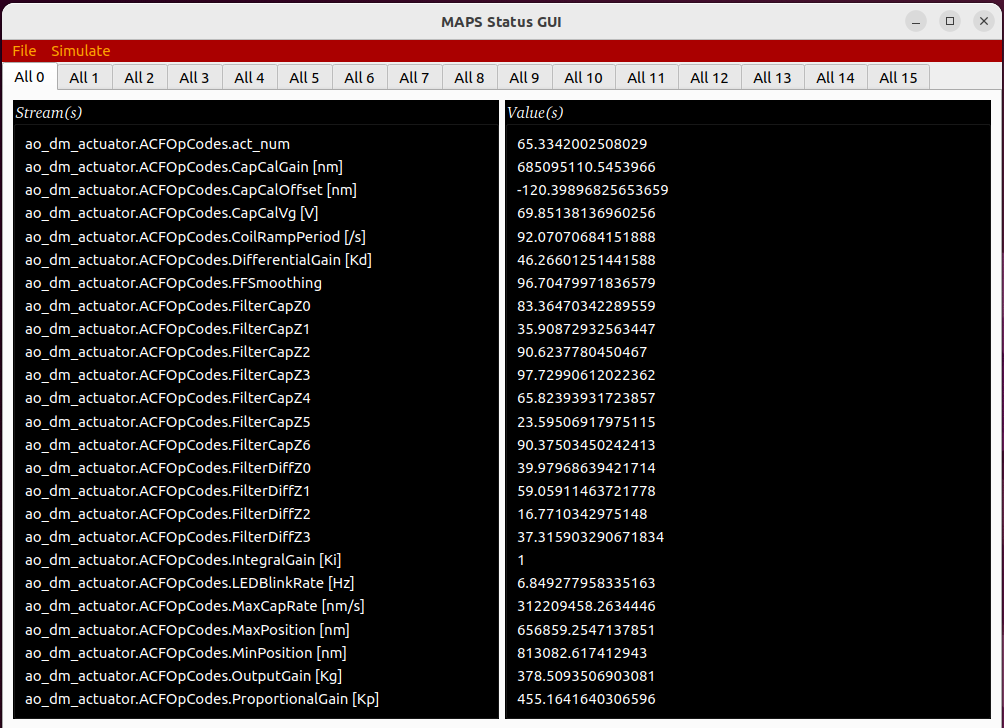 MAPS Status GUI
File Simulate
All 0 All 1 All 2 All 3 All 4 All 5 All 6 All 7 All 8 All 9 All 10 All 11 All 12 All 13 All 14 All 15
Stream(s) Value(s)
ao_dm_actuator.ACFOpCodes.act_num 65.3342002508029
ao_dm_actuator.ACFOpCodes.CapCalGain [nm] 685095110.5453966
ao_dm_actuator.ACFOpCodes.CapCalOffset [nm] -120.39896825653659
ao_dm_actuator.ACFOpCodes.CapCalVg [V] 69.85138136960256
ao_dm_actuator.ACFOpCodes.CoilRampPeriod [/s] 92.07070684151888
ao_dm_actuator.ACFOpCodes.DifferentialGain [Kd] 46.26601251441588
ao_dm_actuator.ACFOpCodes.FFSmoothing 96.70479971836579
ao_dm_actuator.ACFOpCodes.FilterCapZ0 83.36470342289559
ao_dm_actuator.ACFOpCodes.FilterCapZ1 35.90872932563447
ao_dm_actuator.ACFOpCodes.FilterCapZ2 90.6237780450467
ao_dm_actuator.ACFOpCodes.FilterCapZ3 97.72990612022362
ao_dm_actuator.ACFOpCodes.FilterCapZ4 65.82393931723857
ao_dm_actuator.ACFOpCodes.FilterCapZ5 23.59506917975115
ao_dm_actuator.ACFOpCodes.FilterCapZ6 90.37503450242413
ao_dm_actuator.ACFOpCodes.FilterDiffZ0 39.97968639421714
ao_dm_actuator.ACFOpCodes.FilterDiffZ1 59.05911463721778
ao_dm_actuator.ACFOpCodes.FilterDiffZ2 16.7710342975148
ao_dm_actuator.ACFOpCodes.FilterDiffZ3 37.315903290671834
ao_dm_actuator.ACFOpCodes.IntegralGain [Ki] 1
ao_dm_actuator.ACFOpCodes.LEDBlinkRate [Hz] 6.849277958335163
ao_dm_actuator.ACFOpCodes.MaxCapRate [nm/s] 312209458.2634446
ao_dm_actuator.ACFOpCodes.MaxPosition [nm] 656859.2547137851
ao_dm_actuator.ACFOpCodes.MinPosition [nm] 813082.617412943
ao_dm_actuator.ACFOpCodes.OutputGain [Kg] 378.5093506903081
ao_dm_actuator.ACFOpCodes.ProportionalGain [Kp] 455.1641640306596